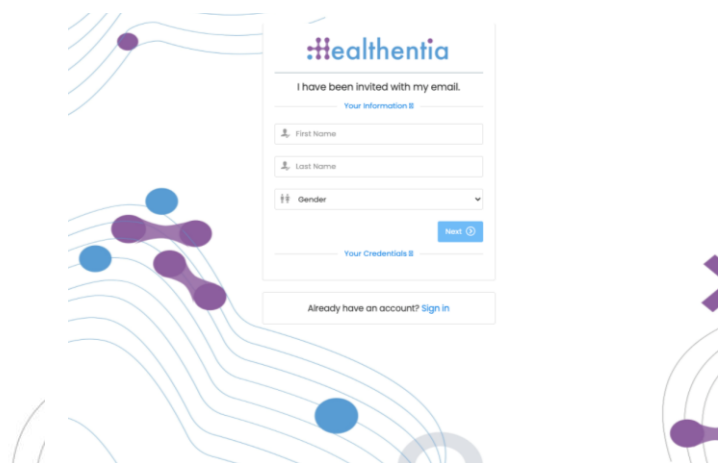 Healthentia
I have been invited with my email.
Your Information
First Name
Last Name
Gender
Next
Your Credentials
Already have an account? Sign in